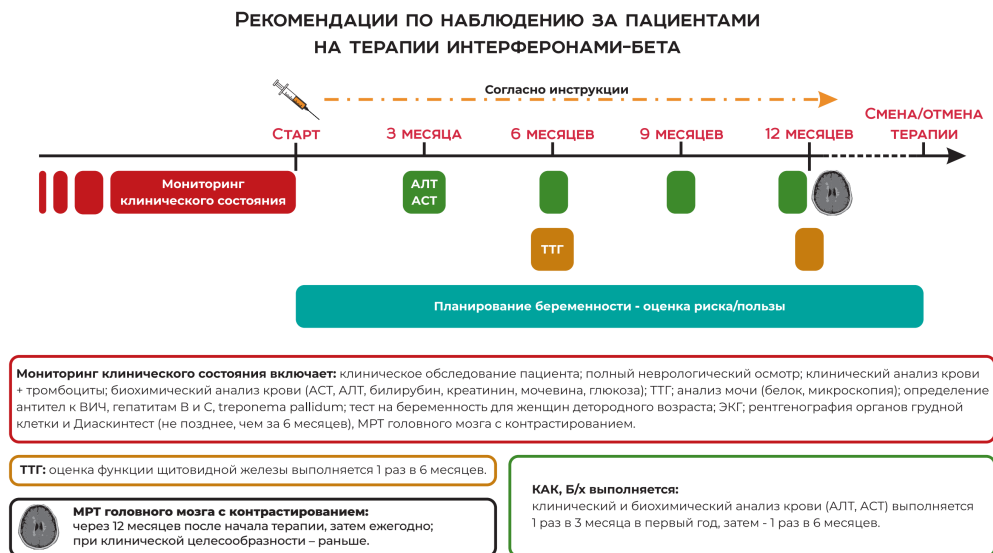 Рекомендации по наблюдению за пациентами
на терапии интерферонами-бета
Согласно инструкции
Смена/отмена
терапии
Старт
3 месяца
6 месяцев
9 месяцев
12 месяцев
Мониторинг
клинического состояния
АЛТ
АСТ
ТТГ
Планирование беременности - оценка риска/пользы
Мониторинг клинического состояния включает: клиническое обследование пациента; полный неврологический осмотр; клинический анализ крови
+ тромбоциты; биохимический анализ крови (АСТ, АЛТ, билирубин, креатинин, мочевина, глюкоза); ТТГ; анализ мочи (белок, микроскопия); определение
антител к ВИЧ, гепатитам В и С, treponema pallidum; тест на беременность для женщин детородного возраста; ЭКГ; рентгенография органов грудной
клетки и Диаскинтест (не позднее, чем за 6 месяцев), МРТ головного мозга с контрастированием.
ТТГ: оценка функции щитовидной железы выполняется 1 раз в 6 месяцев.
МРТ головного мозга с контрастированием:
через 12 месяцев после начала терапии, затем ежегодно;
при клинической целесообразности – раньше.
КАК, Б/х выполняется:
клинический и биохимический анализ крови (АЛТ, АСТ) выполняется
1 раз в 3 месяца в первый год, затем - 1 раз в 6 месяцев.